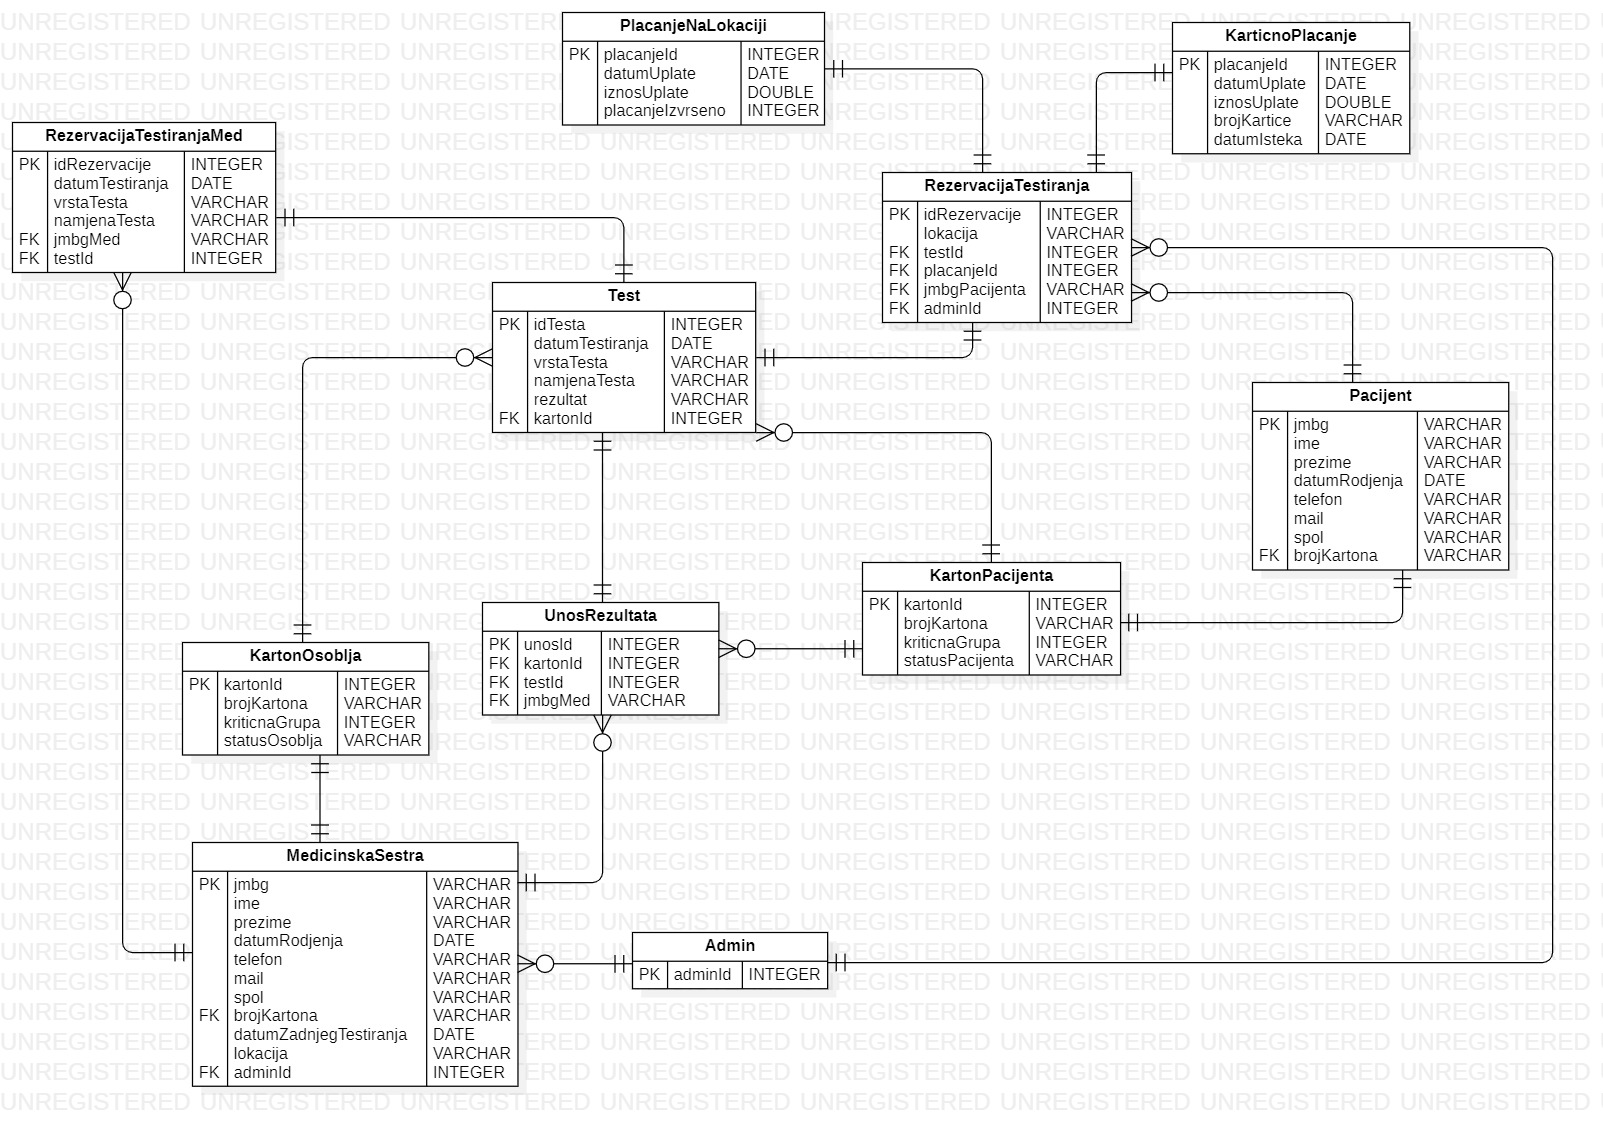 PlacanjeNaLokaciji
PK placanjeId INTEGER
datumUplate DATE
iznosUplate DOUBLE
placanjeIzvrseno INTEGER
KarticnoPlacanje
PK placanjeId INTEGER
datumUplate DATE
iznosUplate DOUBLE
brojKartice VARCHAR
datumIsteka DATE
RezervacijaTestiranjaMed
PK idRezervacije INTEGER
datumTestiranja DATE
vrstaTesta VARCHAR
namjenaTesta VARCHAR
FK jmbgMed VARCHAR
FK testId INTEGER
RezervacijaTestiranja
PK idRezervacije INTEGER
lokacija VARCHAR
FK testId INTEGER
FK placanjeId INTEGER
FK jmbgPacijenta VARCHAR
FK adminId INTEGER
Test
PK idTesta INTEGER
datumTestiranja DATE
vrstaTesta VARCHAR
namjenaTesta VARCHAR
rezultat VARCHAR
FK kartonId INTEGER
Pacijent
PK jmbg VARCHAR
ime VARCHAR
prezime VARCHAR
datumRodjenja DATE
telefon VARCHAR
mail VARCHAR
spol VARCHAR
FK brojKartona VARCHAR
KartonPacijenta
PK kartonId INTEGER
brojKartona VARCHAR
kriticnaGrupa INTEGER
statusPacijenta VARCHAR
UnosRezultata
PK unosId INTEGER
FK kartonId INTEGER
FK testId INTEGER
FK jmbgMed VARCHAR
KartonOsoblja
PK kartonId INTEGER
brojKartona VARCHAR
kriticnaGrupa INTEGER
statusOsoblja VARCHAR
MedicinskaSestra
PK jmbg VARCHAR
ime VARCHAR
prezime VARCHAR
datumRodjenja DATE
telefon VARCHAR
mail VARCHAR
spol VARCHAR
FK brojKartona VARCHAR
datumZadnjegTestiranja DATE
lokacija VARCHAR
FK adminId INTEGER
Admin
PK adminId INTEGER
UNREGISTERED